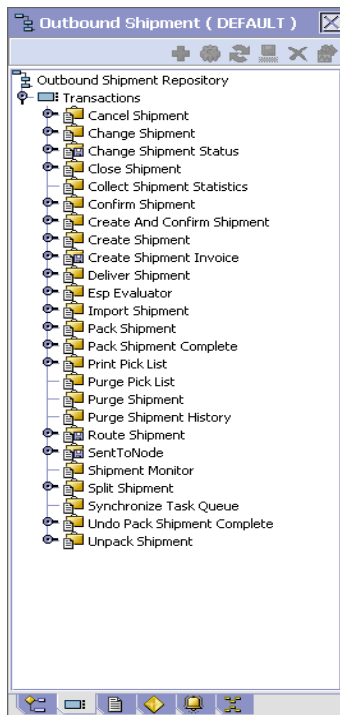 Outbound Shipment ( DEFAULT )
Outbound Shipment Repository
Transactions
Cancel Shipment
Change Shipment
Change Shipment Status
Close Shipment
Collect Shipment Statistics
Confirm Shipment
Create And Confirm Shipment
Create Shipment
Create Shipment Invoice
Deliver Shipment
Esp Evaluator
Import Shipment
Pack Shipment
Pack Shipment Complete
Print Pick List
Purge Pick List
Purge Shipment
Purge Shipment History
Route Shipment
SentToNode
Shipment Monitor
Split Shipment
Synchronize Task Queue
Undo Pack Shipment Complete
Unpack Shipment